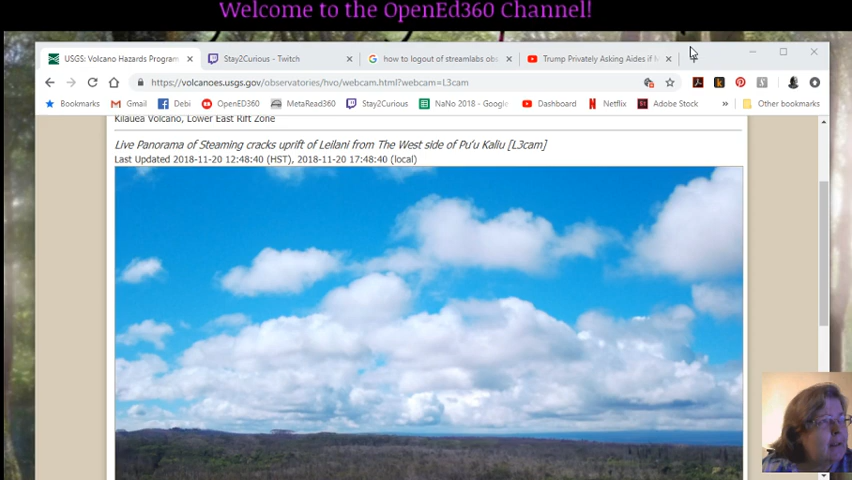 Welcome to the OpenEd360 Channel!
USGS: Volcano Hazards Program
Stay2Curious - Twitch
how to logout of streamlabs obs
Trump Privately Asking Aides if
https://volcanoes.usgs.gov/observatories/hvo/webcam.html?webcam=L3cam
Bookmarks Gmail Debi OpenED360 MetaRead360 Stay2Curious NaNo 2018 - Google Dashboard Netflix Adobe Stock » Other bookmarks
Kilauea Volcano, Lower East Rift Zone
Live Panorama of Steaming cracks uprift of Leilani from The West side of Pu'u Kaliu [L3cam]
Last Updated 2018-11-20 12:48:40 (HST), 2018-11-20 17:48:40 (local)